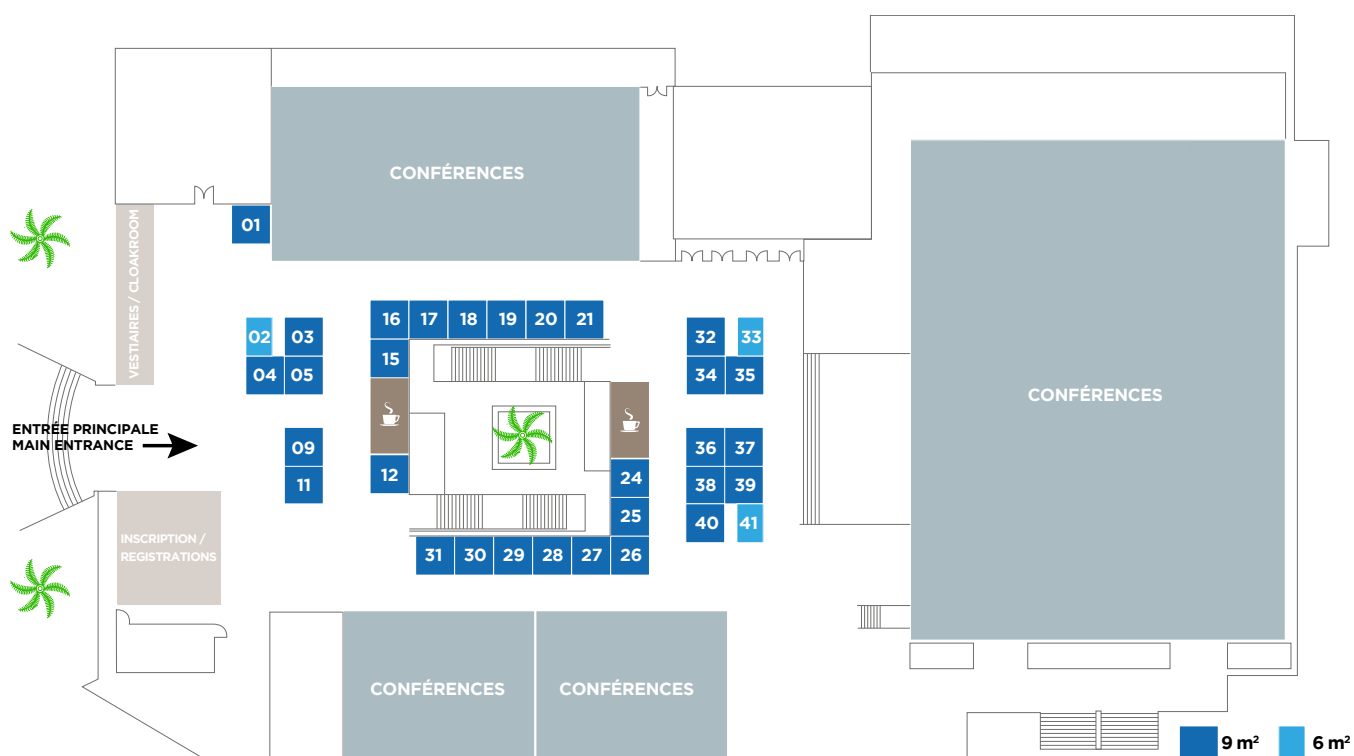 CONFÉRENCES
01
VESTIAIRES / CLOAKROOM
16 17 18 19 20 21
02 03
32 33
15
04 05
34 35
CONFÉRENCES
ENTRÉE PRINCIPALE
MAIN ENTRANCE
09
36 37
12
24
11
38 39
25
40 41
INSCRIPTION /
REGISTRATIONS
31 30 29 28 27 26
CONFÉRENCES
CONFÉRENCES
9 m²
6 m²